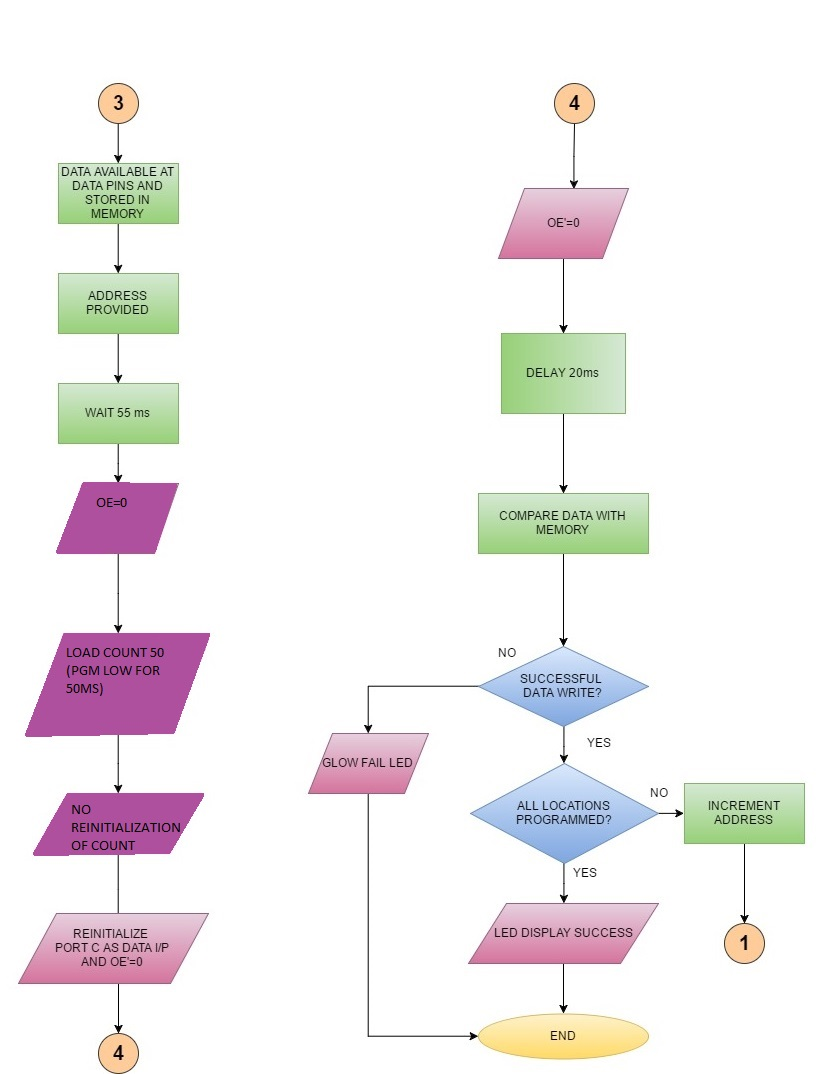 3
DATA AVAILABLE AT
DATA PINS AND
STORED IN
MEMORY
ADDRESS
PROVIDED
WAIT 55 ms
OE=0
LOAD COUNT 50
(PGM LOW FOR
50MS)
NO
REINITIALIZATION
OF COUNT
REINITIALIZE
PORT C AS DATA I/P
AND OE'=0
4
4
OE'=0
DELAY 20ms
COMPARE DATA WITH
MEMORY
NO
SUCCESSFUL
DATA WRITE?
YES
GLOW FAIL LED
ALL LOCATIONS
PROGRAMMED?
NO
INCREMENT
ADDRESS
YES
LED DISPLAY SUCCESS
1
END